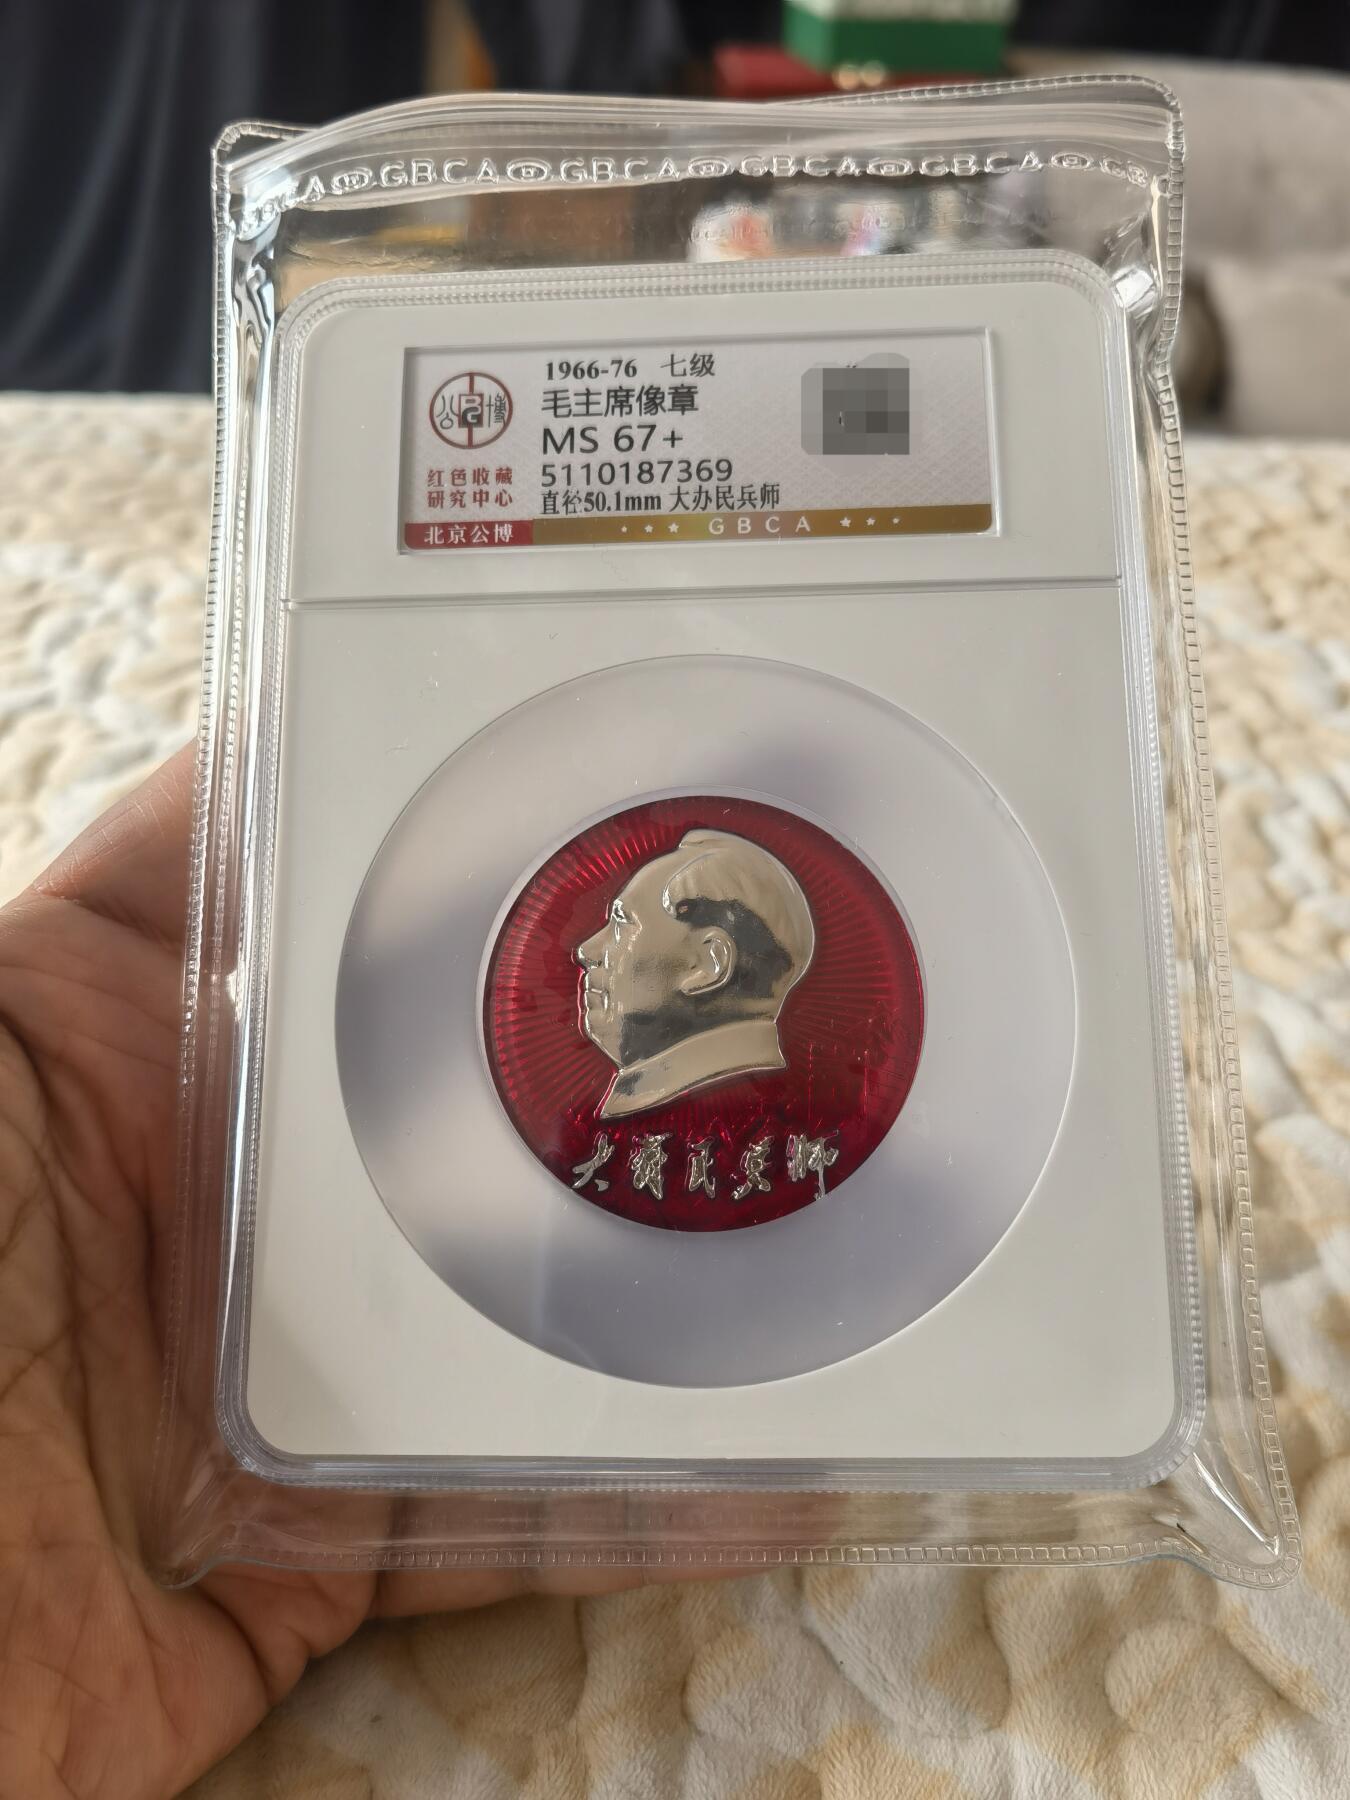 GBCA GBCA GBCA GBCA
1966-76 七级
毛主席像章
MS 67+
5110187369
直径50.1mm 大办民兵师
公博
红色收藏
研究中心
北京公博
GBCA
大办民兵师